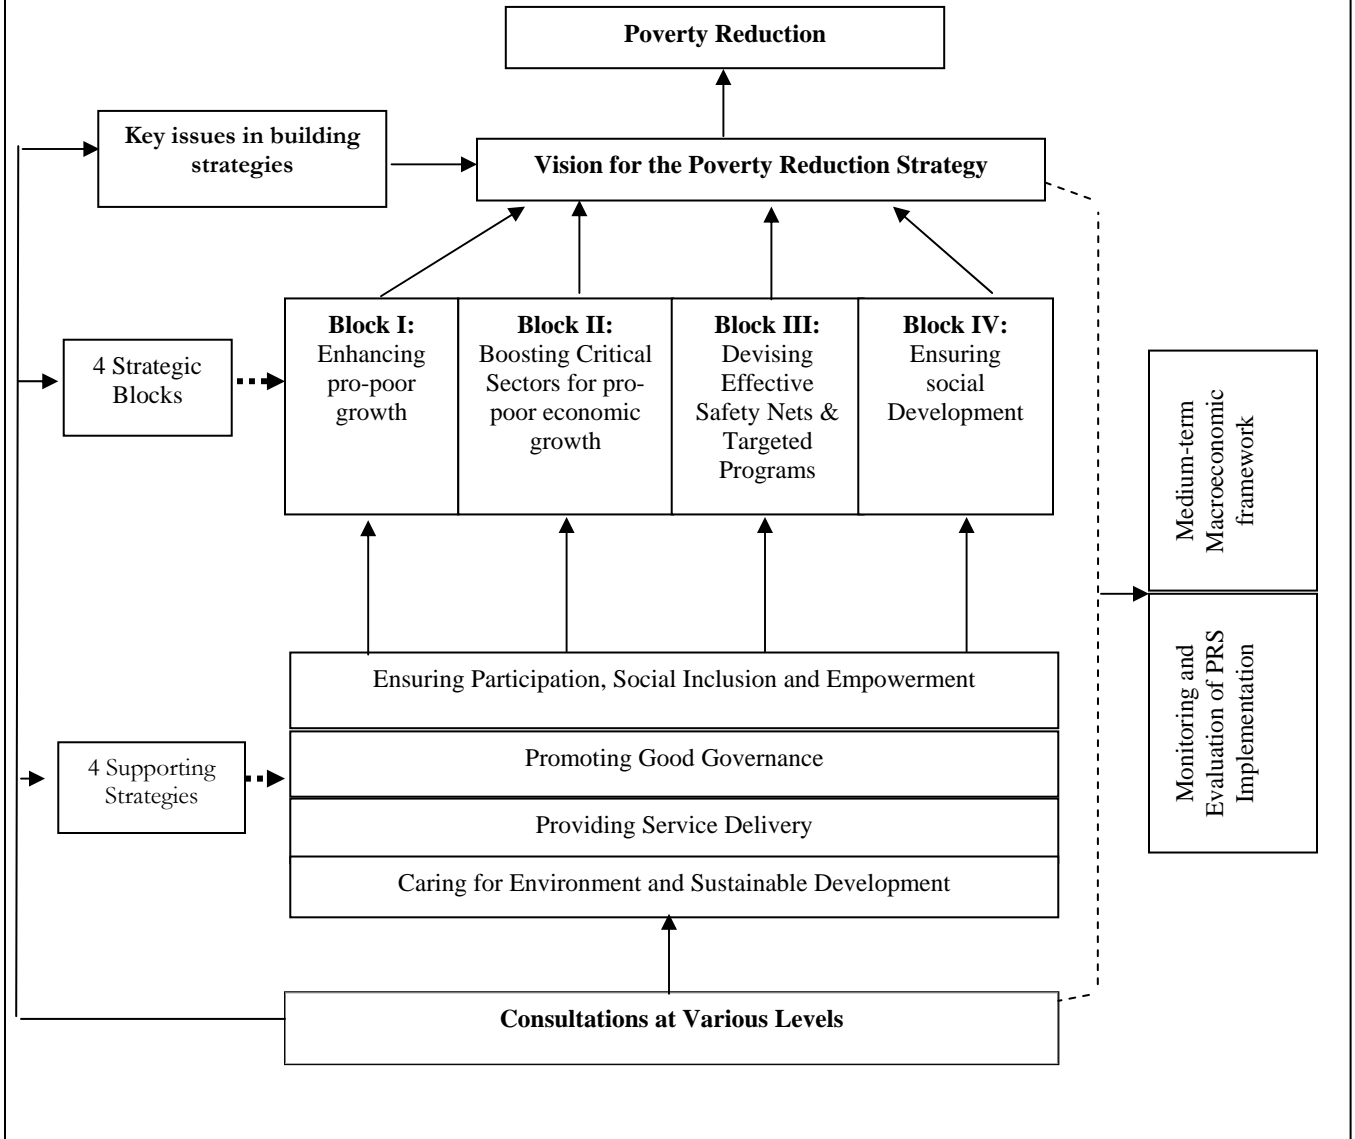 Poverty Reduction
Key issues in building
strategies
Vision for the Poverty Reduction Strategy
4 Strategic
Blocks
Block I:
Enhancing
pro-poor
growth
Block II:
Boosting Critical
Sectors for pro-
poor economic
growth
Block III:
Devising
Effective
Safety Nets &
Targeted
Programs
Block IV:
Ensuring
social
Development
Medium-term
Macroeconomic
framework
Monitoring and
Evaluation of PRS
Implementation
4 Supporting
Strategies
Ensuring Participation, Social Inclusion and Empowerment
Promoting Good Governance
Providing Service Delivery
Caring for Environment and Sustainable Development
Consultations at Various Levels